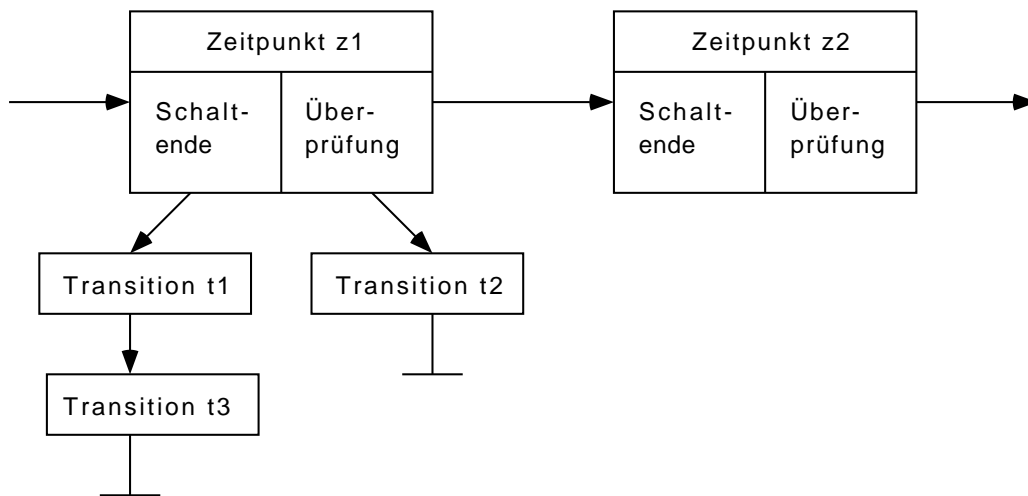 Zeitpunkt z1
Schalt-
ende
Über-
prüfung
Zeitpunkt z2
Schalt-
ende
Über-
prüfung
Transition t1
Transition t2
Transition t3